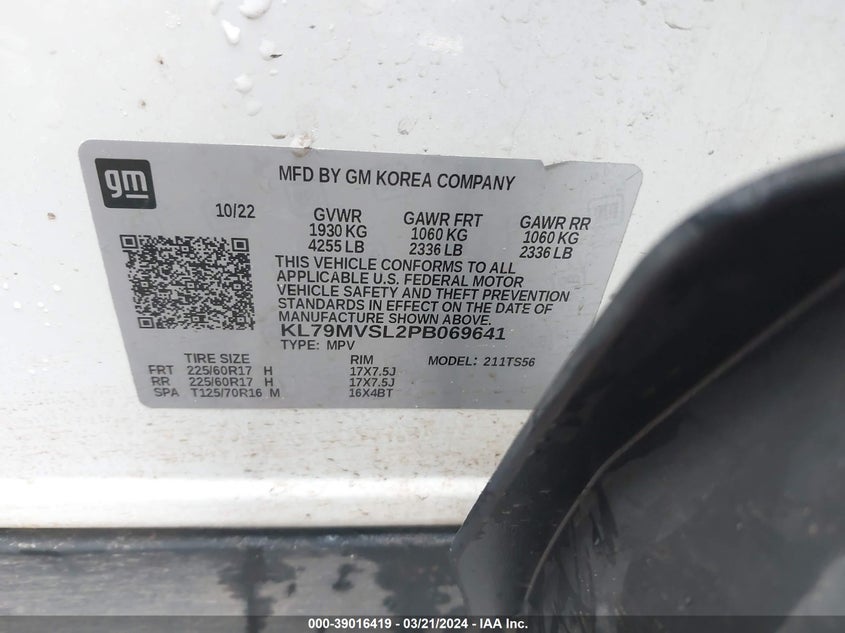 gm
MFD BY GM KOREA COMPANY
10/22 GVWR GAWR FRT GAWR RR
1930 KG 1060 KG 1060 KG
4255 LB 2336 LB 2336 LB
THIS VEHICLE CONFORMS TO ALL
APPLICABLE U.S. FEDERAL MOTOR
VEHICLE SAFETY AND THEFT PREVENTION
STANDARDS IN EFFECT ON THE DATE OF
MANUFACTURE SHOWN ABOVE.
KL79MVSL2PB069641
TYPE: MPV MODEL: 211TS56
TIRE SIZE RIM
FRT 225/60R17 H 17X7.5J
RR 225/60R17 H 17X7.5J
SPA T125/70R16 M 16X4BT
000-39016419 / 03/21/2024 / IAA Inc.